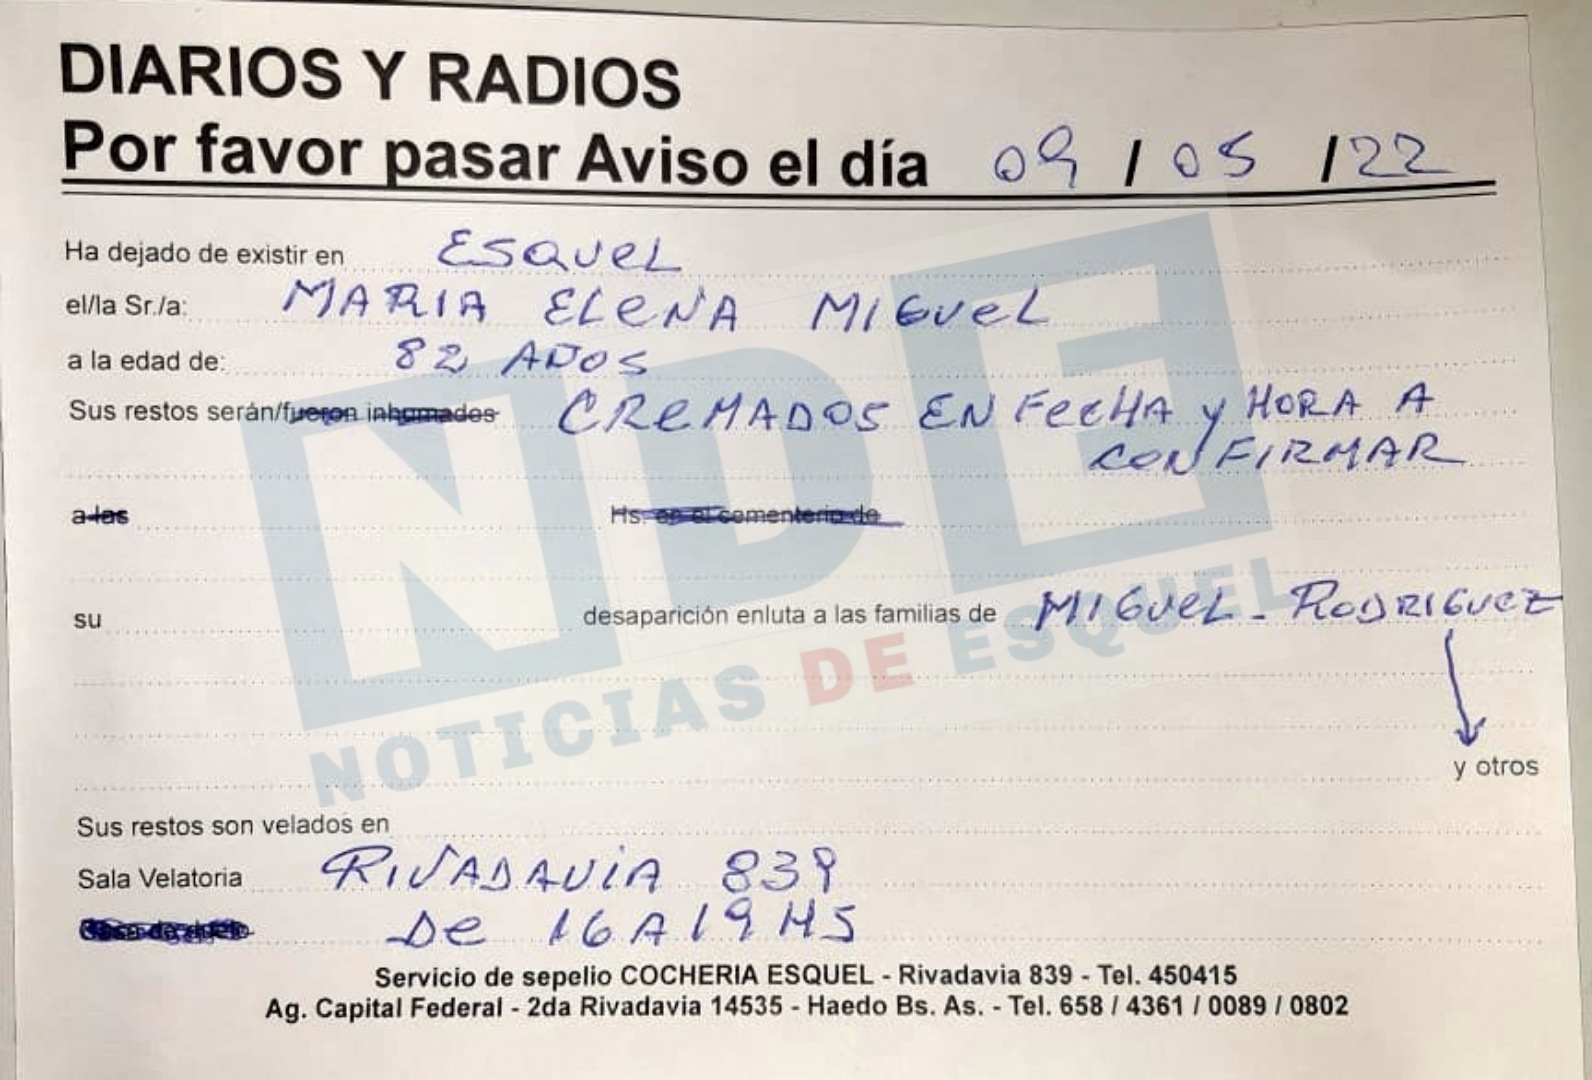 DIARIOS Y RADIOS
Por favor pasar Aviso el día 09 / 05 / 22
Ha dejado de existir en ESQUEL
el/la Sr./a: MARIA ELENA MIGUEL
a la edad de: 82 AÑOS
Sus restos serán/fueron inhumados CREMADOS EN FECHA y HORA A
CONFIRMAR
a las Hs. en el cementerio de
su desaparición enluta a las familias de MIGUEL - RODRIGUEZ
y otros
Sus restos son velados en
Sala Velatoria RIVADAVIA 839
Casa de duelo DE 16 A 19 HS
Servicio de sepelio COCHERIA ESQUEL - Rivadavia 839 - Tel. 450415
Ag. Capital Federal - 2da Rivadavia 14535 - Haedo Bs. As. - Tel. 658 / 4361 / 0089 / 0802
NDE
NOTICIAS DE ESQUEL